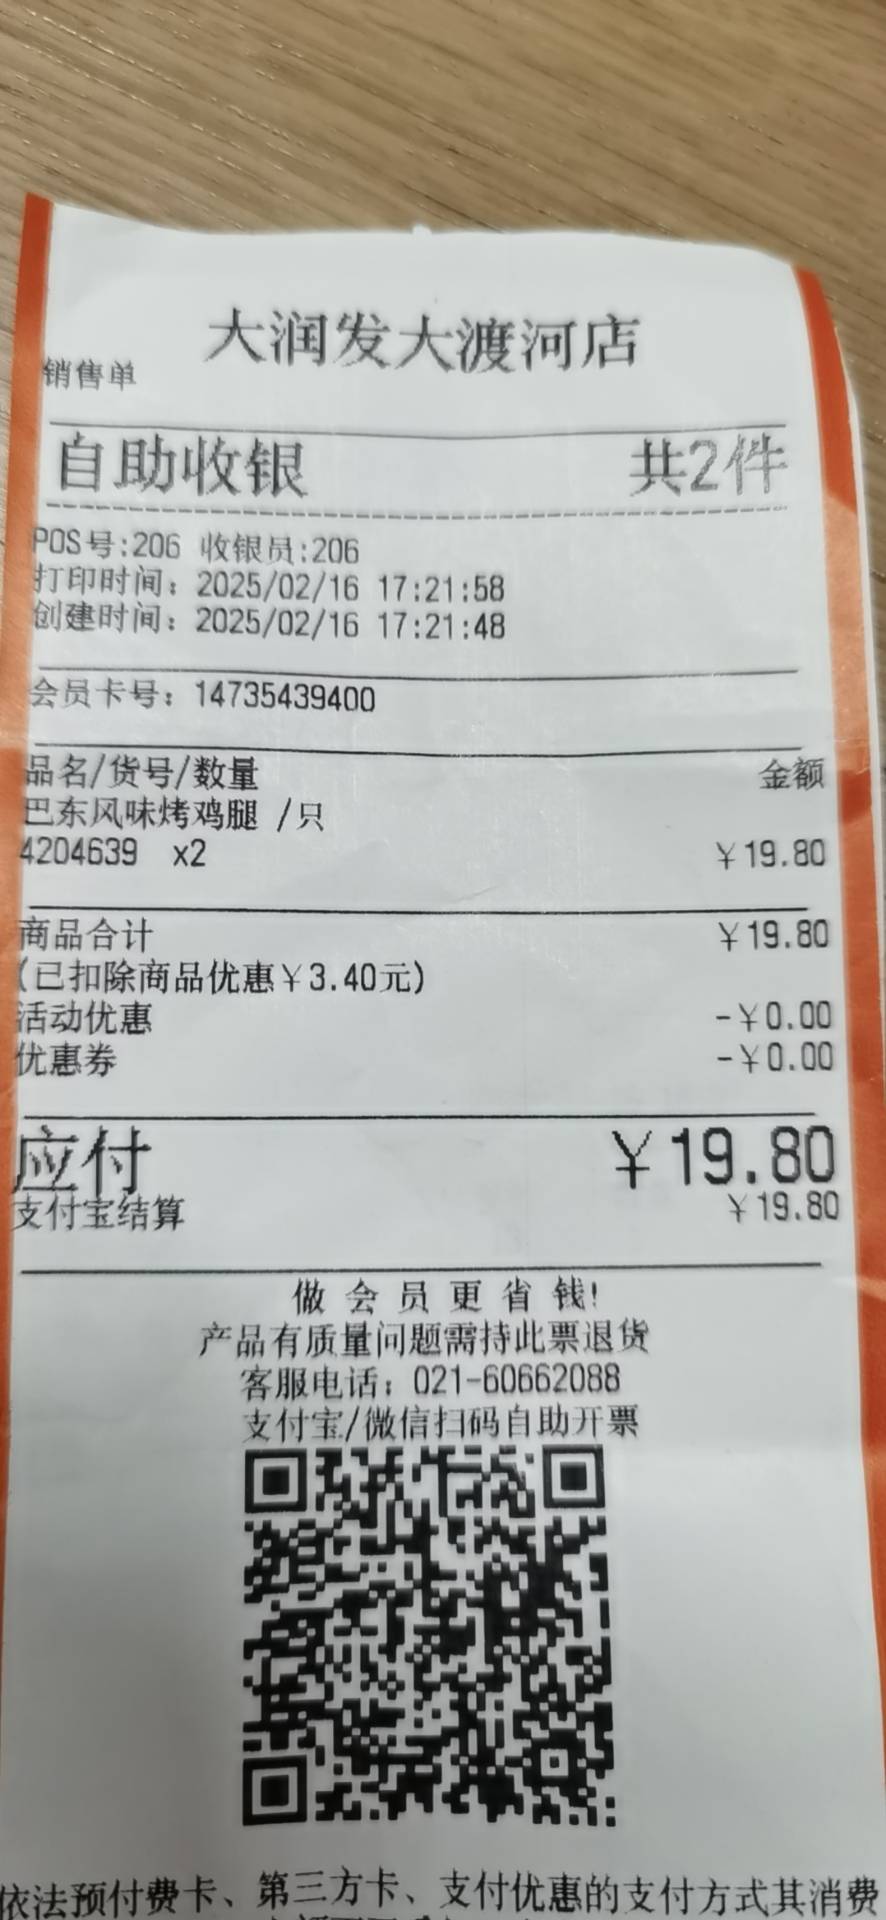 大润发大渡河店
销售单
自助收银 共2件
POS号:206 收银员:206
打印时间：2025/02/16 17:21:58
创建时间：2025/02/16 17:21:48
会员卡号：14735439400
品名/货号/数量 金额
巴东风味烤鸡腿 /只
4204639 x2 ￥19.80
商品合计 ￥19.80
(已扣除商品优惠￥3.40元)
活动优惠 -￥0.00
优惠券 -￥0.00
应付 ￥19.80
支付宝结算 ￥19.80
做会员更省钱!
产品有质量问题需持此票退货
客服电话：021-60662088
支付宝/微信扫码自助开票
依法预付费卡、第三方卡、支付优惠的支付方式其消费